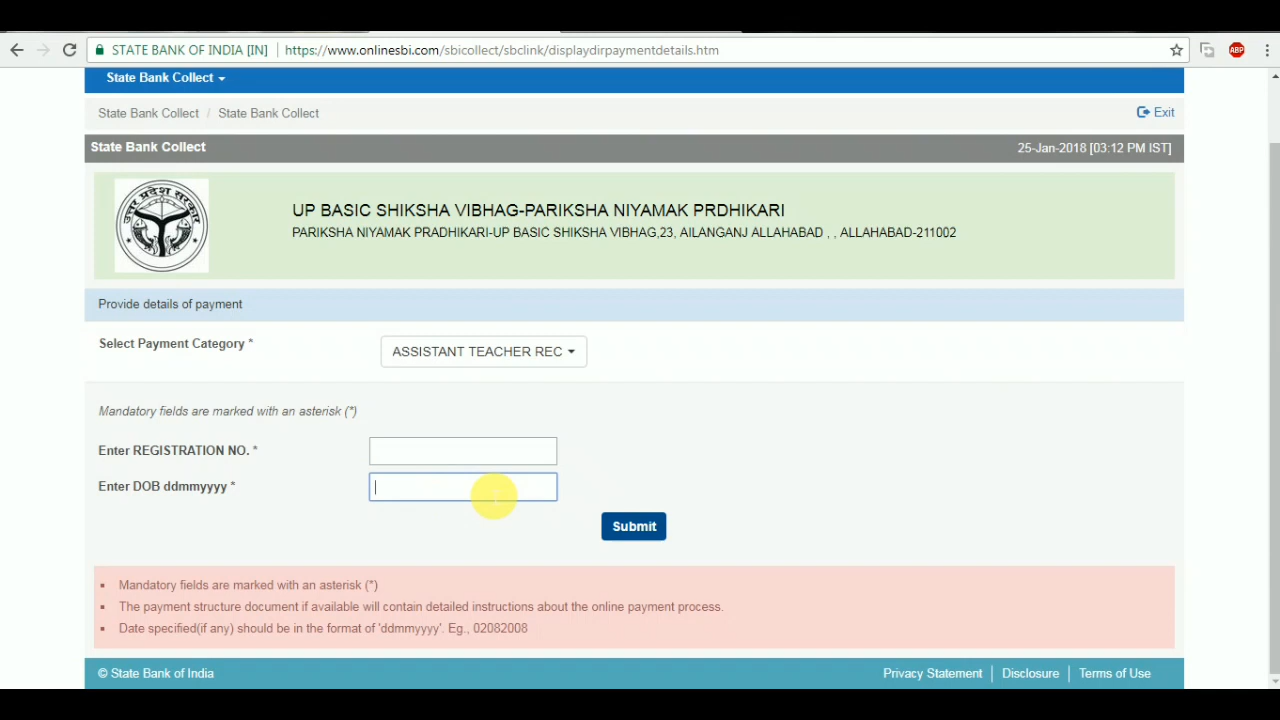 STATE BANK OF INDIA [IN] https://www.onlinesbi.com/sbicollect/sbclink/displaydirpaymentdetails.htm
ABP
State Bank Collect
State Bank Collect / State Bank Collect
Exit
State Bank Collect
25-Jan-2018 [03:12 PM IST]
उत्तर प्रदेश सरकार
UP BASIC SHIKSHA VIBHAG-PARIKSHA NIYAMAK PRDHIKARI
PARIKSHA NIYAMAK PRADHIKARI-UP BASIC SHIKSHA VIBHAG,23, AILANGANJ ALLAHABAD , , ALLAHABAD-211002
Provide details of payment
Select Payment Category *
ASSISTANT TEACHER REC
Mandatory fields are marked with an asterisk (*)
Enter REGISTRATION NO. *
Enter DOB ddmmyyyy *
Submit
Mandatory fields are marked with an asterisk (*)
The payment structure document if available will contain detailed instructions about the online payment process.
Date specified(if any) should be in the format of 'ddmmyyyy'. Eg., 02082008
© State Bank of India
Privacy Statement | Disclosure | Terms of Use